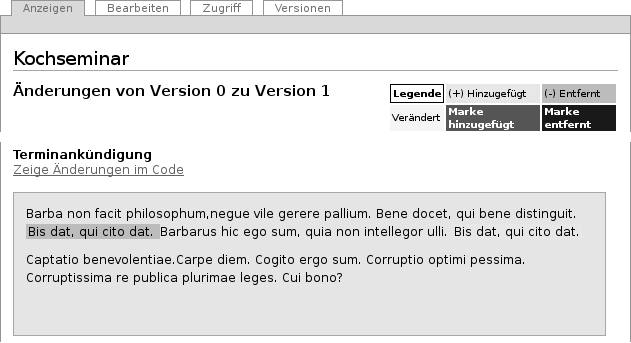 Anzeigen Bearbeiten Zugriff Versionen
Kochseminar
Änderungen von Version 0 zu Version 1
Legende (+) Hinzugefügt (-) Entfernt
Verändert Marke hinzugefügt Marke entfernt
Terminankündigung
Zeige Änderungen im Code
Barba non facit philosophum,negue vile gerere pallium. Bene docet, qui bene distinguit.
Bis dat, qui cito dat. Barbarus hic ego sum, quia non intellegor ulli. Bis dat, qui cito dat.
Captatio benevolentiae.Carpe diem. Cogito ergo sum. Corruptio optimi pessima.
Corruptissima re publica plurimae leges. Cui bono?